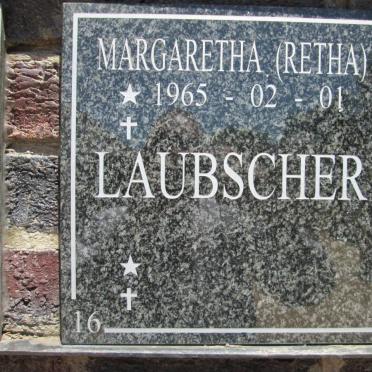 MARGARETHA (RETHA)
★ 1965 - 02 - 01
✝
LAUBSCHER
★
✝
16